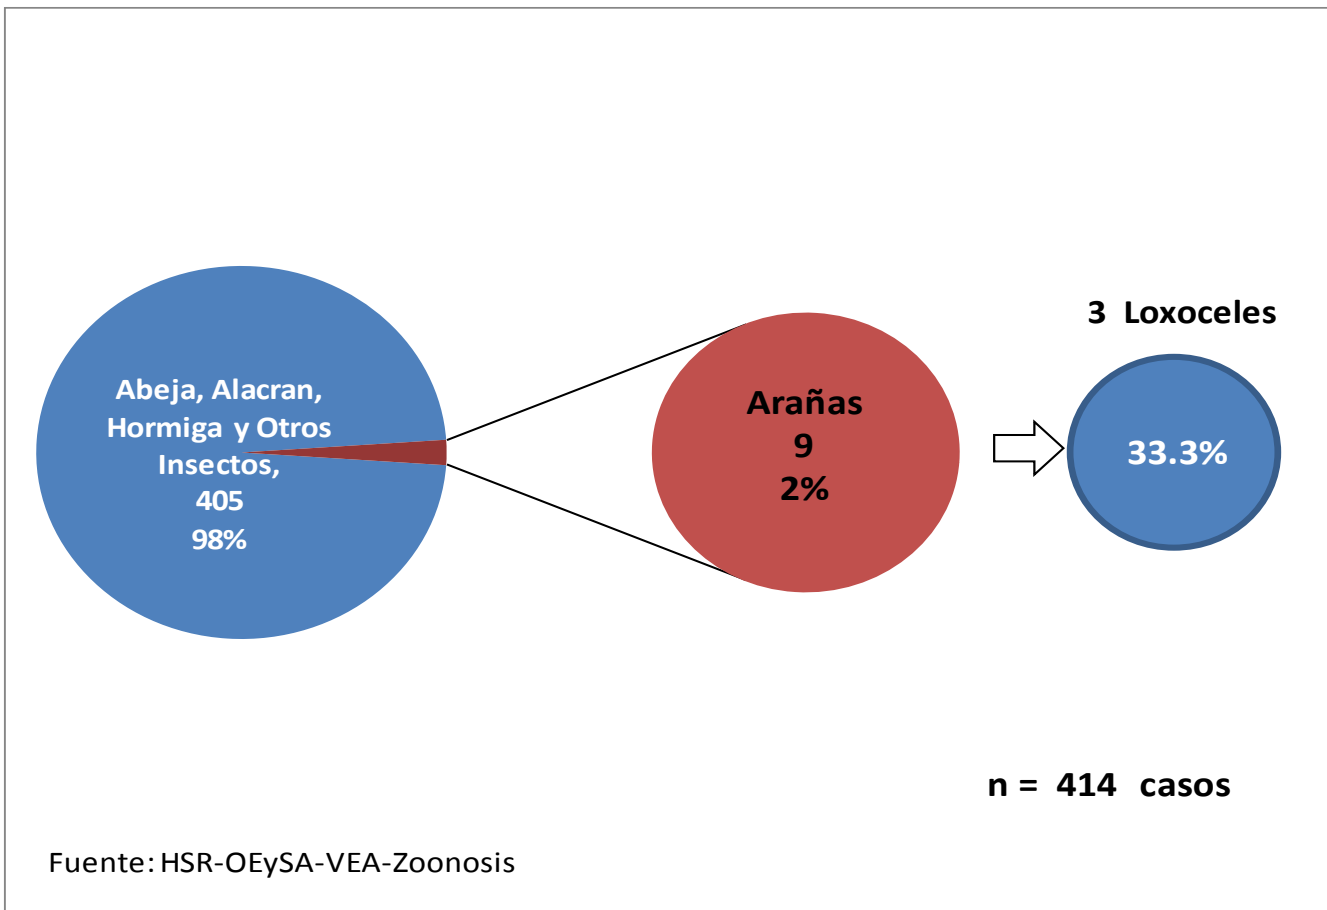 Abeja, Alacran,
Hormiga y Otros
Insectos,
405
98%
Arañas
9
2%
3 Loxoceles
33.3%
n = 414 casos
Fuente: HSR-OEySA-VEA-Zoonosis